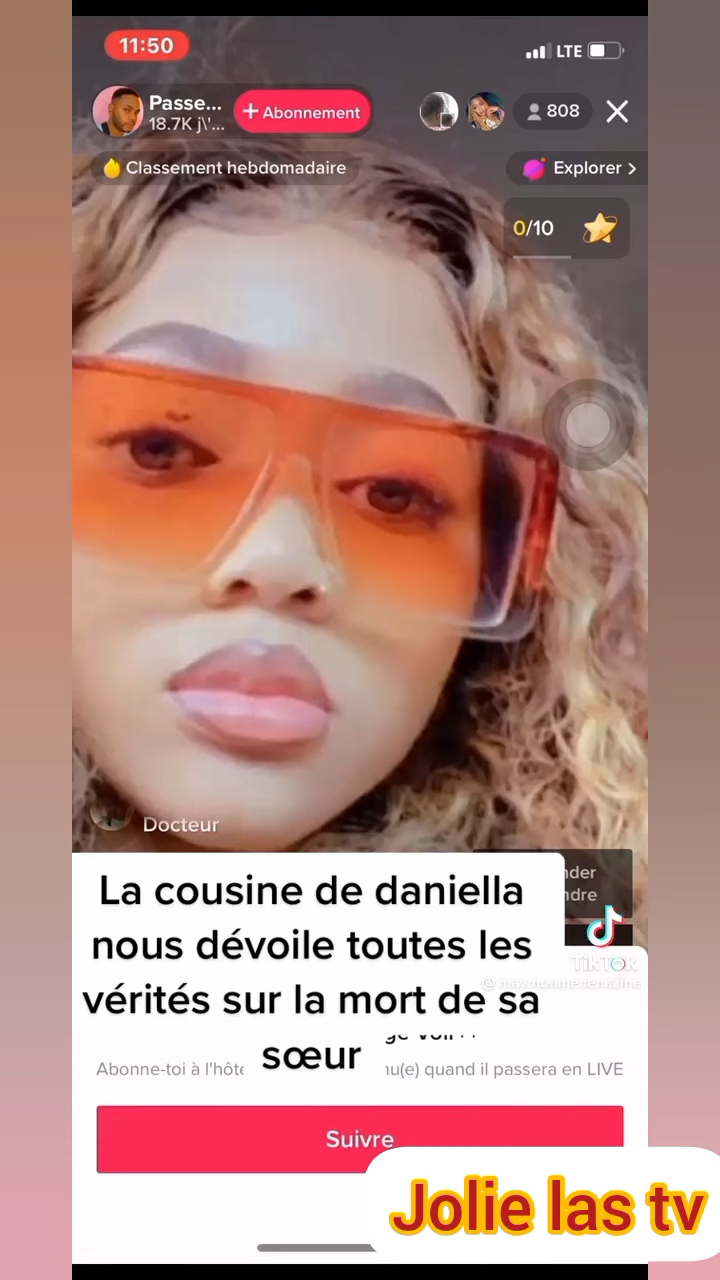 11:50
LTE
Passe...
+ Abonnement
18.7K j\'...
808
Classement hebdomadaire
Explorer >
0/10
Docteur
La cousine de daniella
nous dévoile toutes les
vérités sur la mort de sa
sœur
TikTok
Abonne-toi à l'hôte
quand il passera en LIVE
Suivre
Jolie las tv